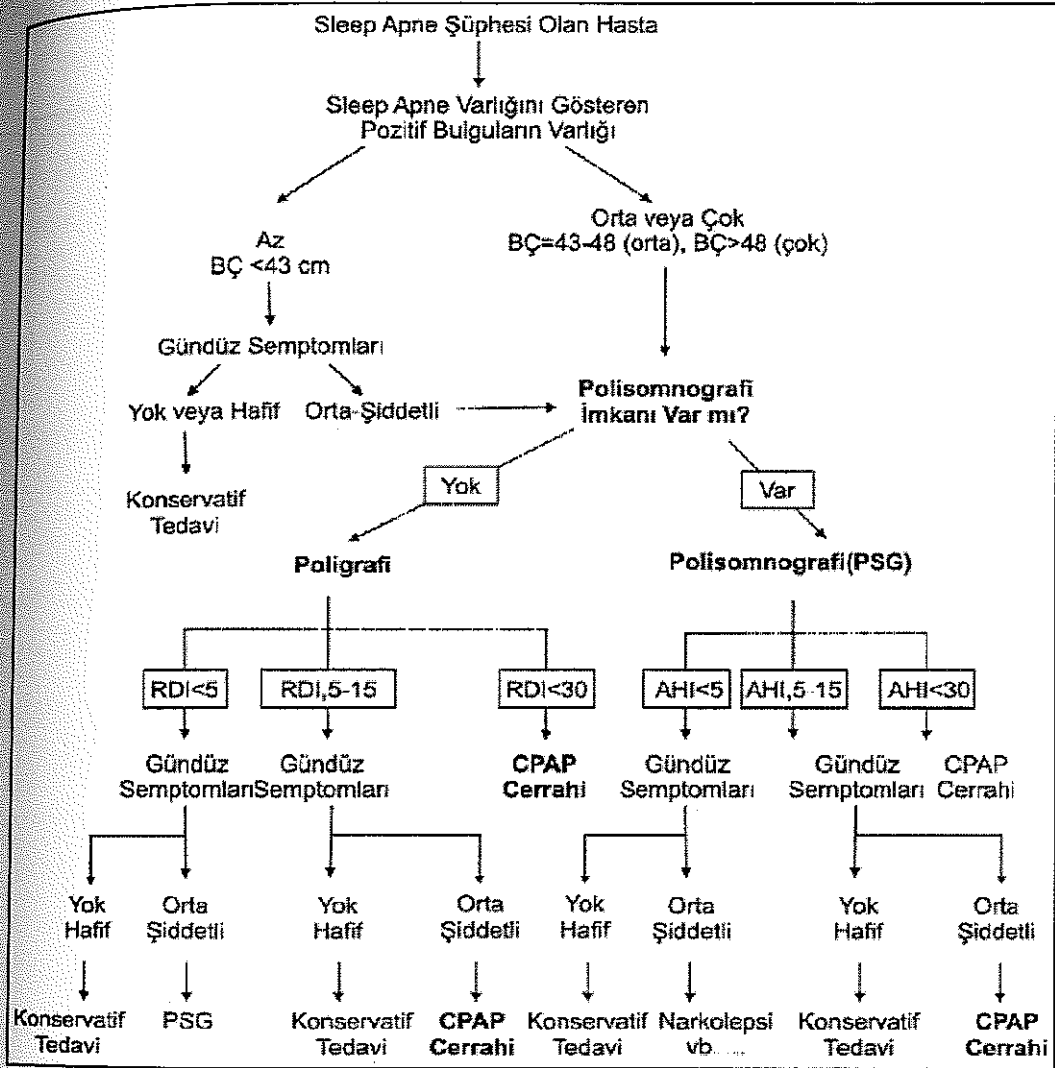 Sleep Apne Şüphesi Olan Hasta
Sleep Apne Varlığını Gösteren
Pozitif Bulguların Varlığı
Az
BÇ <43 cm
Orta veya Çok
BÇ=43-48 (orta), BÇ>48 (çok)
Gündüz Semptomları
Yok veya Hafif
Orta-Şiddetli
Polisomnografi
İmkanı Var mı?
Konservatif
Tedavi
Yok
Var
Poligrafi
Polisomnografi(PSG)
RDI<5
RDI,5-15
RDI<30
AHI<5
AHI,5-15
AHI<30
Gündüz
Semptomları
Gündüz
Semptomları
CPAP
Cerrahi
Gündüz
Semptomları
Gündüz
Semptomları
CPAP
Cerrahi
Yok
Hafif
Orta
Şiddetli
Yok
Hafif
Orta
Şiddetli
Yok
Hafif
Orta
Şiddetli
Yok
Hafif
Orta
Şiddetli
Konservatif
Tedavi
PSG
Konservatif
Tedavi
CPAP
Cerrahi
Konservatif
Tedavi
Narkolepsi
vb......
Konservatif
Tedavi
CPAP
Cerrahi